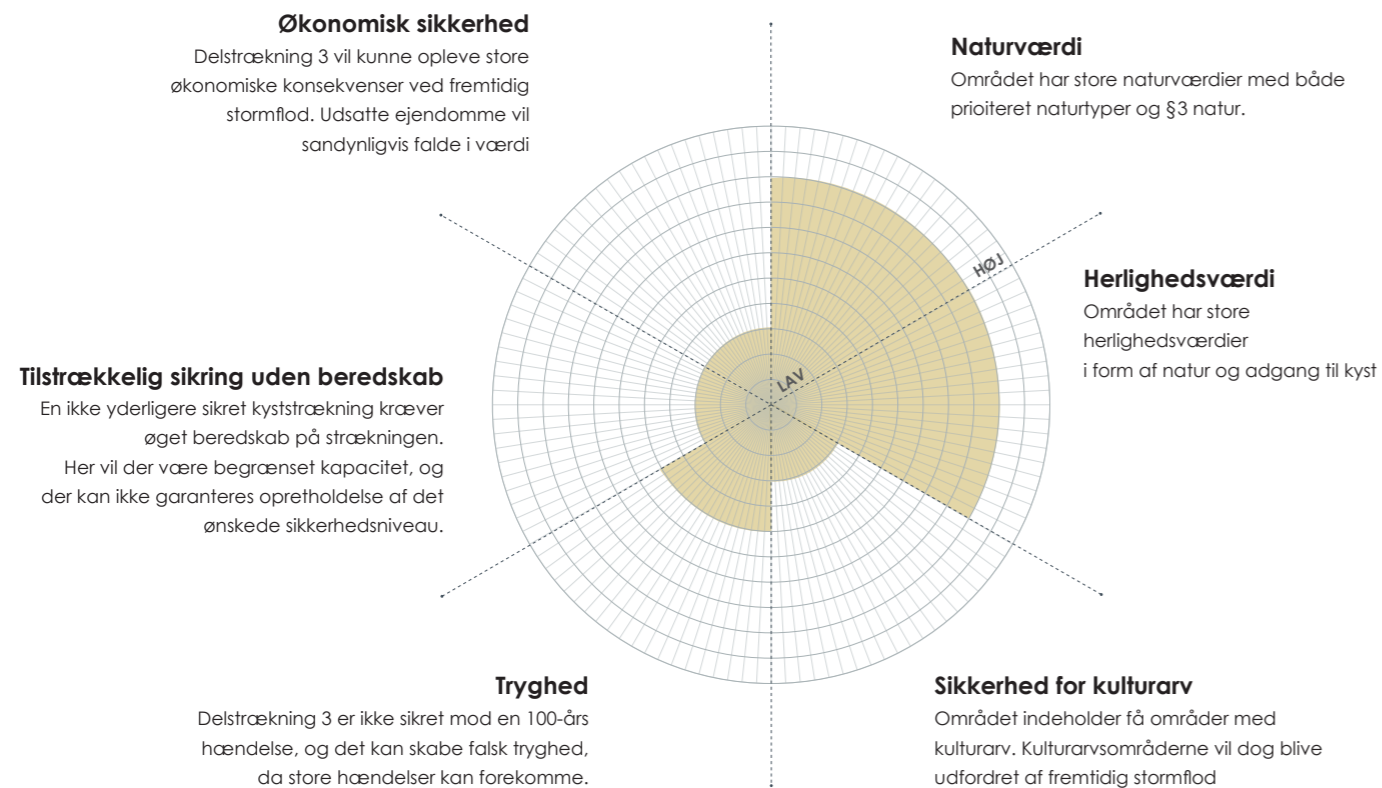 Økonomisk sikkerhed
Delstrækning 3 vil kunne opleve store
økonomiske konsekvenser ved fremtidig
stormflod. Udsatte ejendomme vil
sandynligvis falde i værdi
Naturværdi
Området har store naturværdier med både
prioiteret naturtyper og §3 natur.
HØJ
LAV
Herlighedsværdi
Området har store
herlighedsværdier
i form af natur og adgang til kyst
Tilstrækkelig sikring uden beredskab
En ikke yderligere sikret kyststrækning kræver
øget beredskab på strækningen.
Her vil der være begrænset kapacitet, og
der kan ikke garanteres opretholdelse af det
ønskede sikkerhedsniveau.
Tryghed
Delstrækning 3 er ikke sikret mod en 100-års
hændelse, og det kan skabe falsk tryghed,
da store hændelser kan forekomme.
Sikkerhed for kulturarv
Området indeholder få områder med
kulturarv. Kulturarvsområderne vil dog blive
udfordret af fremtidig stormflod